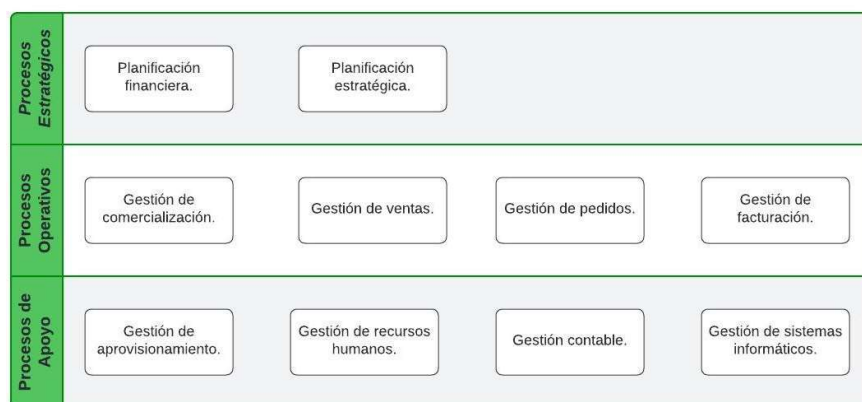 Procesos
Estratégicos
Planificación
financiera.
Planificación
estratégica.
Procesos
Operativos
Gestión de
comercialización.
Gestión de ventas.
Gestión de pedidos.
Gestión de
facturación.
Procesos de
Apoyo
Gestión de
aprovisionamiento.
Gestión de recursos
humanos.
Gestión contable.
Gestión de sistemas
informáticos.